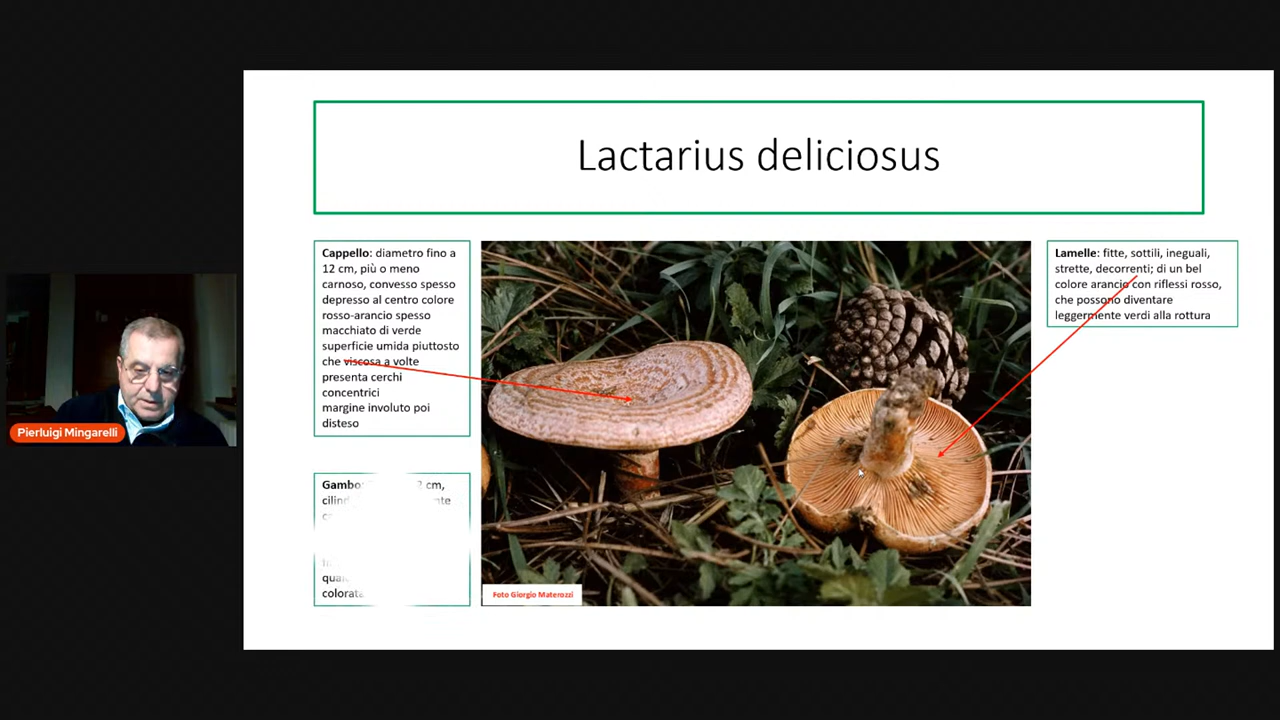 Lactarius deliciosus
Cappello: diametro fino a
12 cm, più o meno
carnoso, convesso spesso
depresso al centro colore
rosso-arancio spesso
macchiato di verde
superficie umida piuttosto
che viscosa a volte
presenta cerchi
concentrici
margine involuto poi
disteso
Gambo: 2 cm,
Lamelle: fitte, sottili, ineguali,
strette, decorrenti; di un bel
colore arancio con riflessi rosso,
che possono diventare
leggermente verdi alla rottura
Foto Giorgio Materozzi
Pierluigi Mingarelli